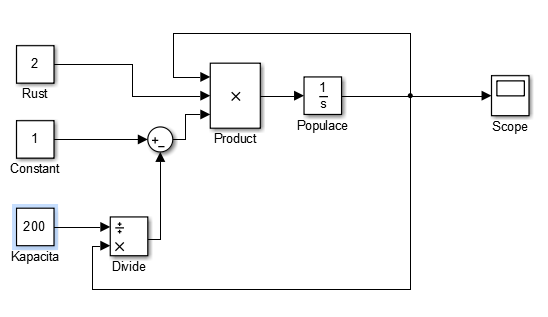 2
Rust
×
Product
1
s
Populace
Scope
1
Constant
+
−
200
Kapacita
÷
×
Divide